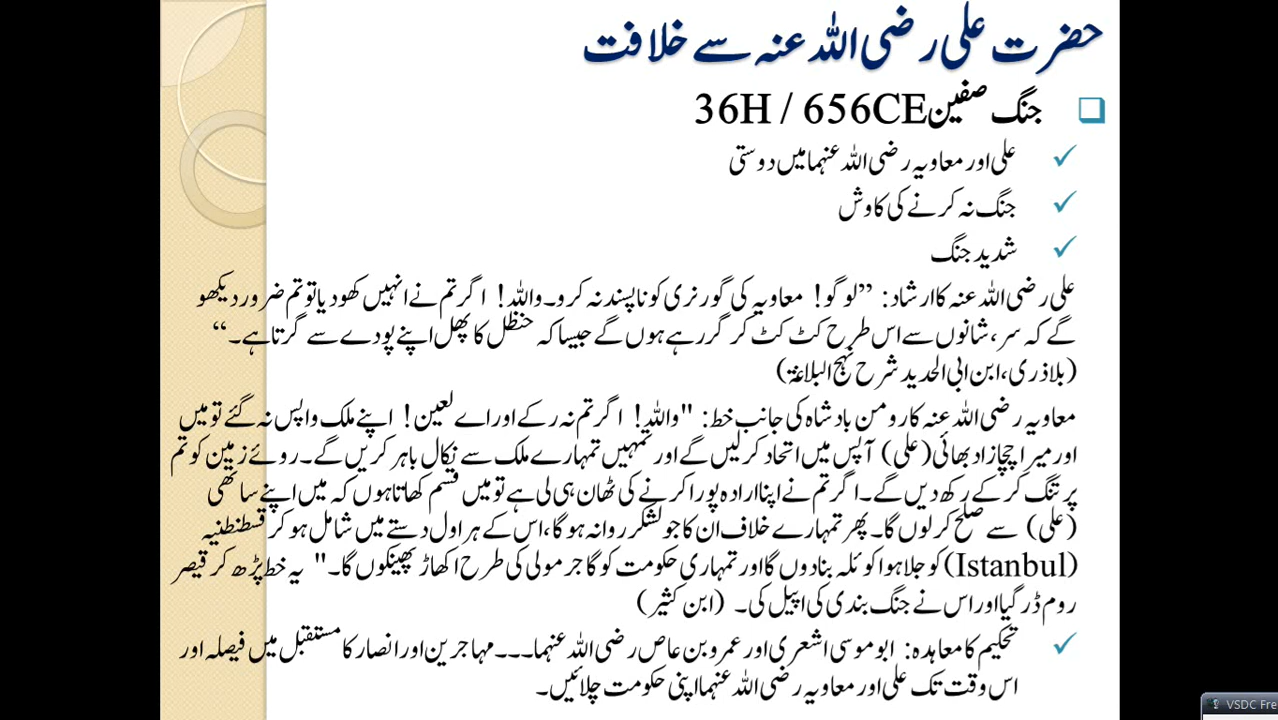 حضرت علی رضی اللہ عنہ سے خلافت
جنگ صفین 36H / 656CE
علی اور معاویہ رضی اللہ عنہما میں دوستی
جنگ نہ کرنے کی کاوش
شدید جنگ
علی رضی اللہ عنہ کا ارشاد: ”لوگو! معاویہ کی گورنری کو ناپسند نہ کرو۔ واللہ! اگر تم نے انہیں کھو دیا تو تم ضرور دیکھو
گے کہ سر، شانوں سے اس طرح کٹ کٹ کر گر رہے ہوں گے جیسا کہ حنظل کا پھل اپنے پودے سے گرتا ہے۔“
(بلاذری، ابن ابی الحدید شرح نہج البلاغۃ)
معاویہ رضی اللہ عنہ کا رومن بادشاہ کی جانب خط: "واللہ! اگر تم نہ رکے اور اے لعین! اپنے ملک واپس نہ گئے تو میں
اور میرا چچازاد بھائی (علی) آپس میں اتحاد کر لیں گے اور تمہیں تمہارے ملک سے نکال باہر کریں گے۔ روئے زمین کو تم
پر تنگ کر کے رکھ دیں گے۔ اگر تم نے اپنا ارادہ پورا کرنے کی ٹھان ہی لی ہے تو میں قسم کھاتا ہوں کہ میں اپنے ساتھی
(علی) سے صلح کر لوں گا۔ پھر تمہارے خلاف ان کا جو لشکر روانہ ہو گا، اس کے ہراول دستے میں شامل ہو کر قسطنطنیہ
(Istanbul) کو جلا ہوا کوئلہ بنا دوں گا اور تمہاری حکومت کو گاجر مولی کی طرح اکھاڑ پھینکوں گا۔" یہ خط پڑھ کر قیصر
روم ڈر گیا اور اس نے جنگ بندی کی اپیل کی۔ (ابن کثیر)
تحکیم کا معاہدہ: ابو موسی اشعری اور عمرو بن عاص رضی اللہ عنہما۔۔۔ مہاجرین اور انصار کا مستقبل میں فیصلہ اور
اس وقت تک علی اور معاویہ رضی اللہ عنہما اپنی حکومت چلائیں۔
VSDC Fre